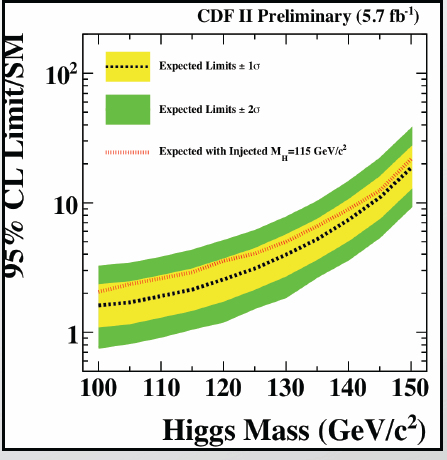 CDF II Preliminary (5.7 fb⁻¹)
95% CL Limit/SM
10²
10
1
Expected Limits ± 1σ
Expected Limits ± 2σ
Expected with Injected M_H=115 GeV/c²
100 110 120 130 140 150
Higgs Mass (GeV/c²)